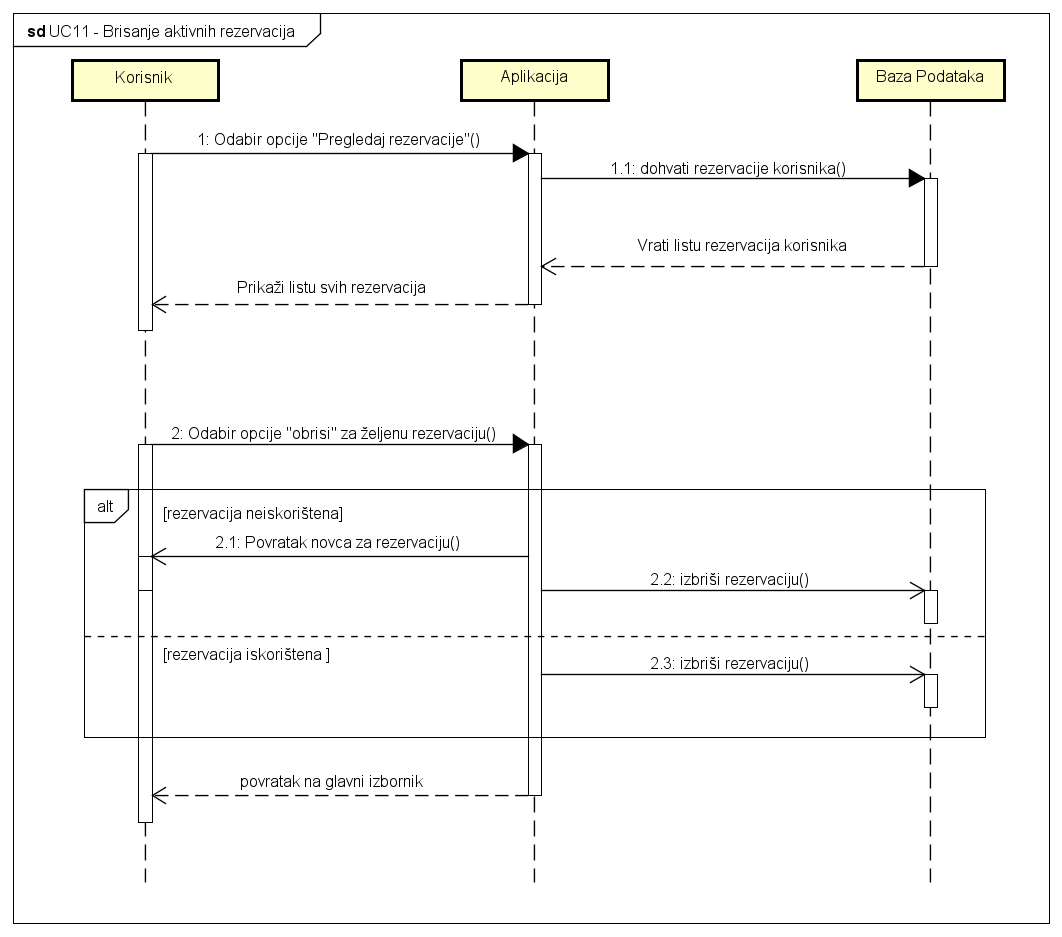 sd UC11 - Brisanje aktivnih rezervacija
Korisnik
Aplikacija
Baza Podataka
1: Odabir opcije "Pregledaj rezervacije"()
1.1: dohvati rezervacije korisnika()
Vrati listu rezervacija korisnika
Prikaži listu svih rezervacija
2: Odabir opcije "obrisi" za željenu rezervaciju()
alt
[rezervacija neiskorištena]
2.1: Povratak novca za rezervaciju()
2.2: izbriši rezervaciju()
[rezervacija iskorištena ]
2.3: izbriši rezervaciju()
povratak na glavni izbornik